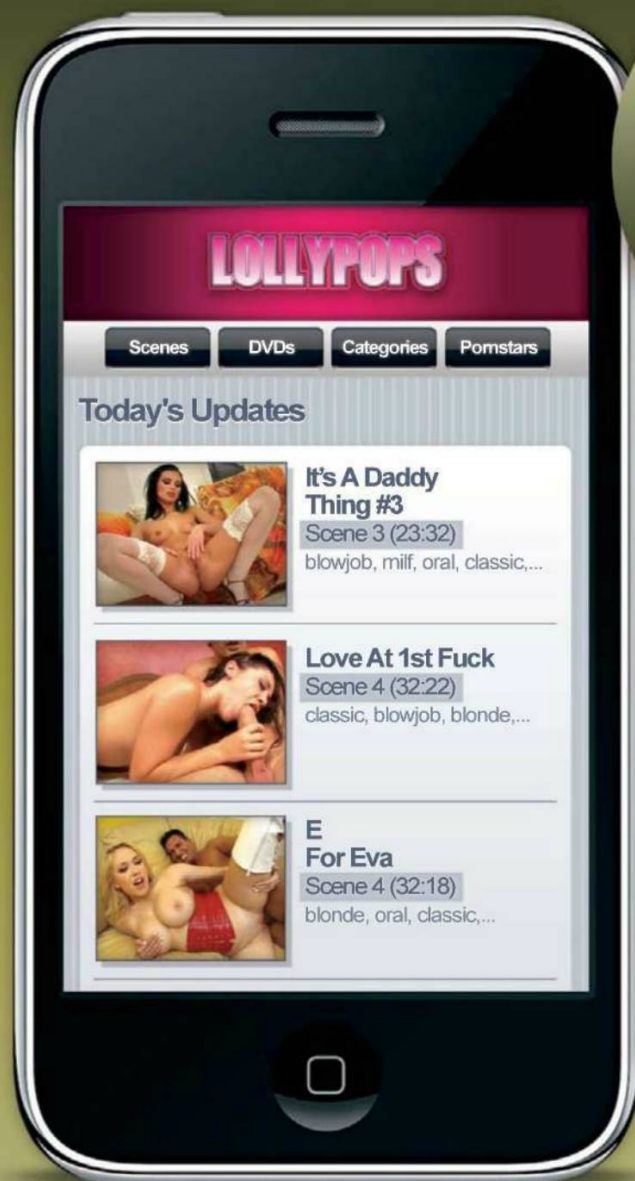 LOLLYPOPS
Scenes DVDs Categories Pornstars
Today's Updates
It's A Daddy
Thing #3
Scene 3 (23:32)
blowjob, milf, oral, classic,...
Love At 1st Fuck
Scene 4 (32:22)
classic, blowjob, blonde,...
E
For Eva
Scene 4 (32:18)
blonde, oral, classic,...